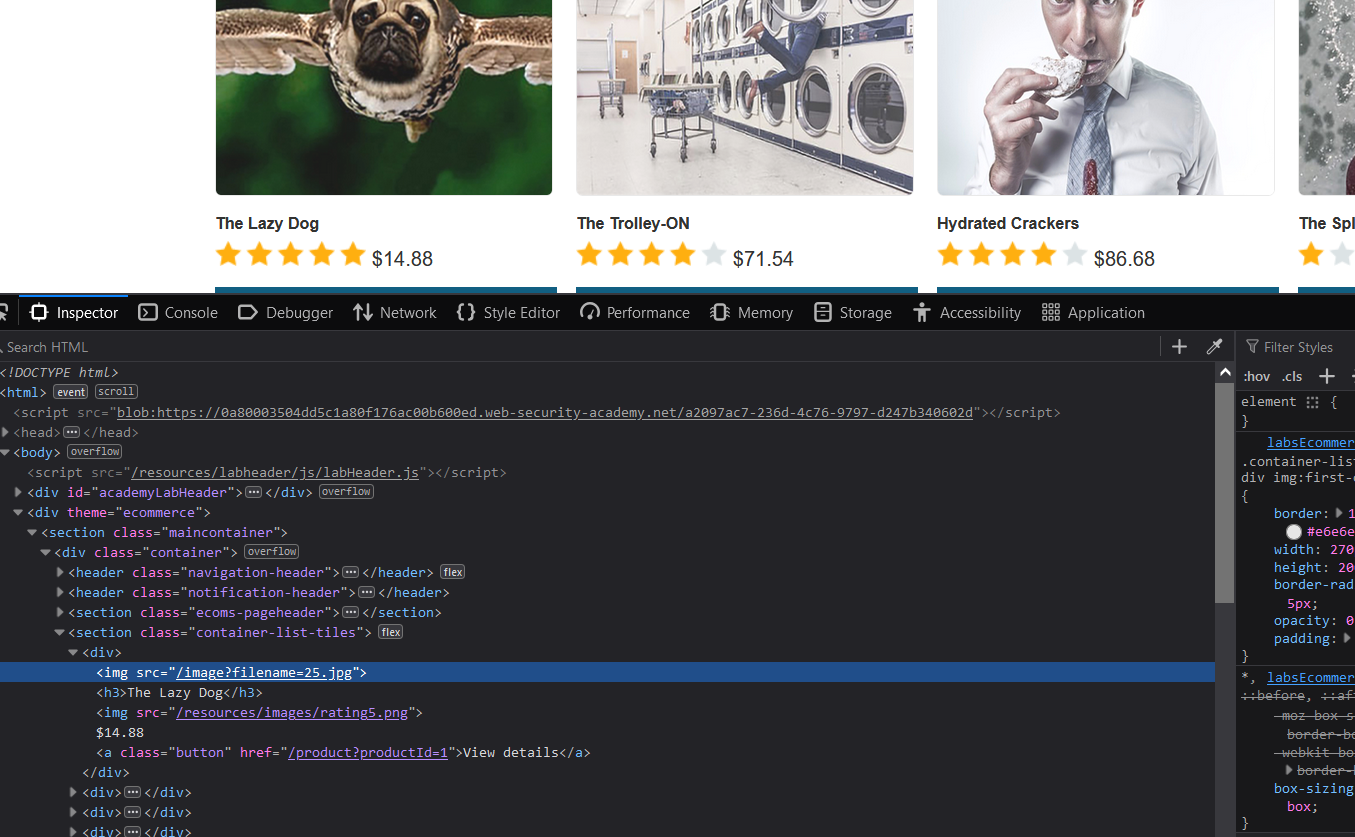 The Lazy Dog
$14.88
The Trolley-ON
$71.54
Hydrated Crackers
$86.68
The Spl
Inspector Console Debugger Network Style Editor Performance Memory Storage Accessibility Application
Search HTML
<!DOCTYPE html>
<html> event scroll
<script src="blob:https://0a80003504dd5c1a80f176ac00b600ed.web-security-academy.net/a2097ac7-236d-4c76-9797-d247b340602d"></script>
<head>...</head>
<body> overflow
<script src="/resources/labheader/js/labHeader.js"></script>
<div id="academyLabHeader">...</div> overflow
<div theme="ecommerce">
<section class="maincontainer">
<div class="container"> overflow
<header class="navigation-header">...</header> flex
<header class="notification-header">...</header>
<section class="ecoms-pageheader">...</section>
<section class="container-list-tiles"> flex
<div>
<img src="/image?filename=25.jpg">
<h3>The Lazy Dog</h3>
<img src="/resources/images/rating5.png">
$14.88
<a class="button" href="/product?productId=1">View details</a>
</div>
<div>...</div>
<div>...</div>
<div>...</div>
Filter Styles
:hov .cls +
element {
}
labsEcommer
.container-lis
div img:first-
{
border: 1
#e6e6e
width: 270
height: 20
border-rad
5px;
opacity: 0
padding:
}
*, labsEcommer
::before, ::af
-moz-box-s
border-bo
-webkit-bo
border-
box-sizing
box;
}